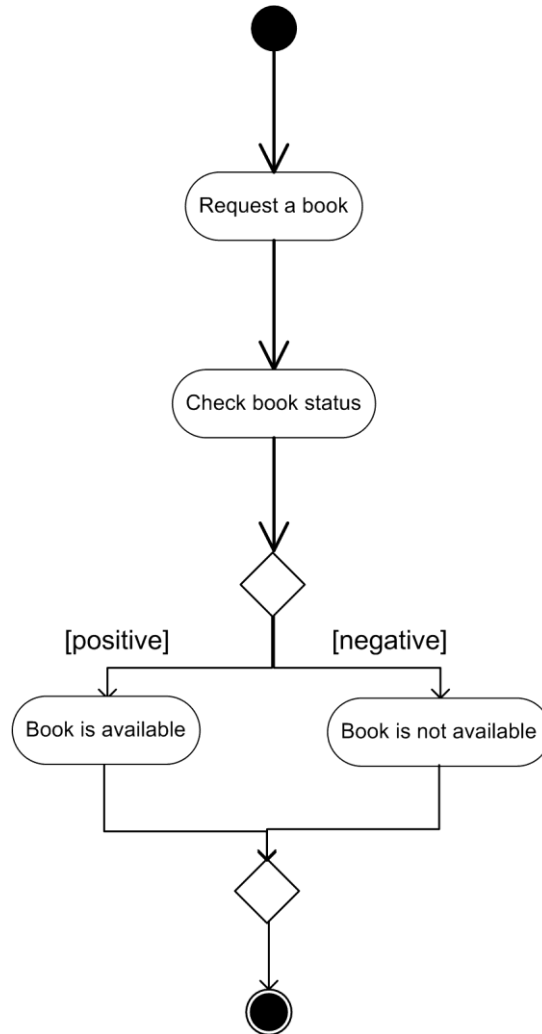 Request a book
Check book status
[positive]
[negative]
Book is available
Book is not available